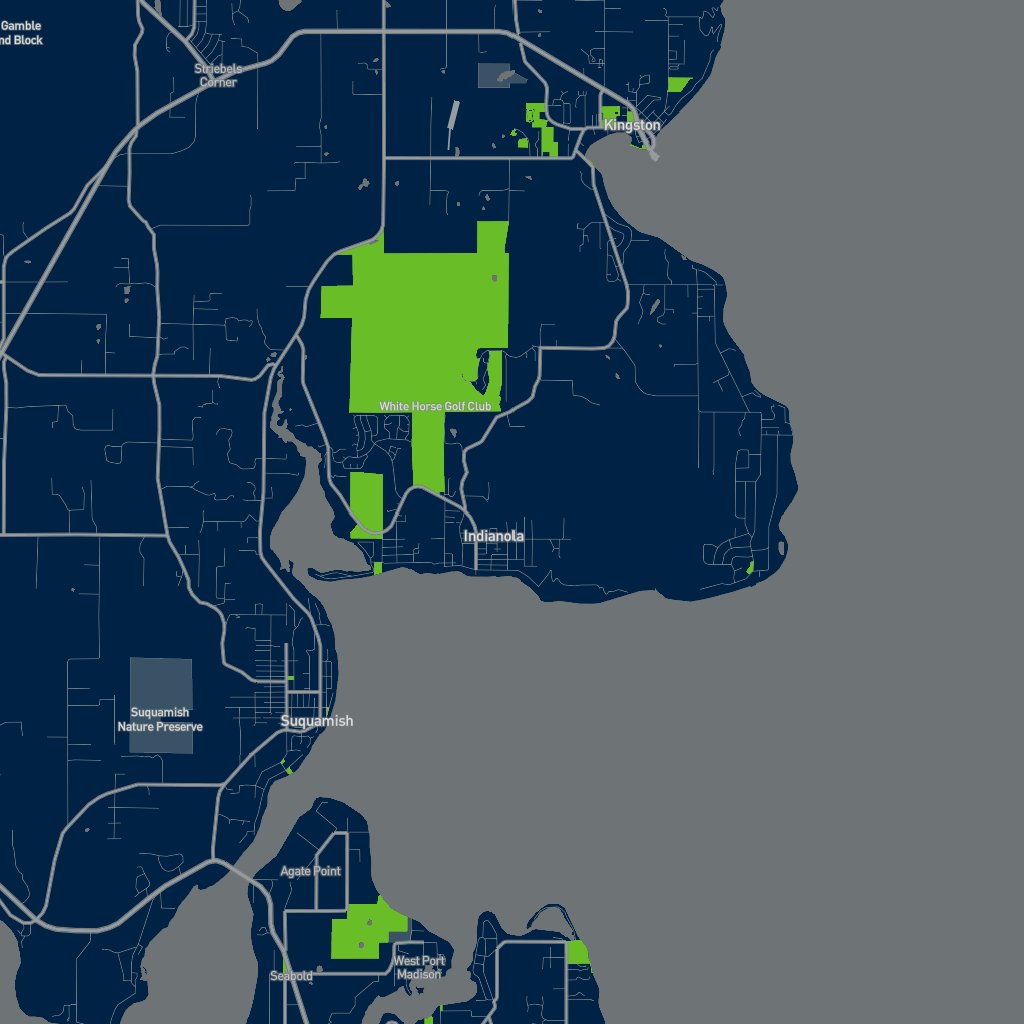 Gamble
nd Block
Striebels
Corner
Kingston
White Horse Golf Club
Indianola
Suquamish
Nature Preserve
Suquamish
Agate Point
West Port
Madison
Seabold